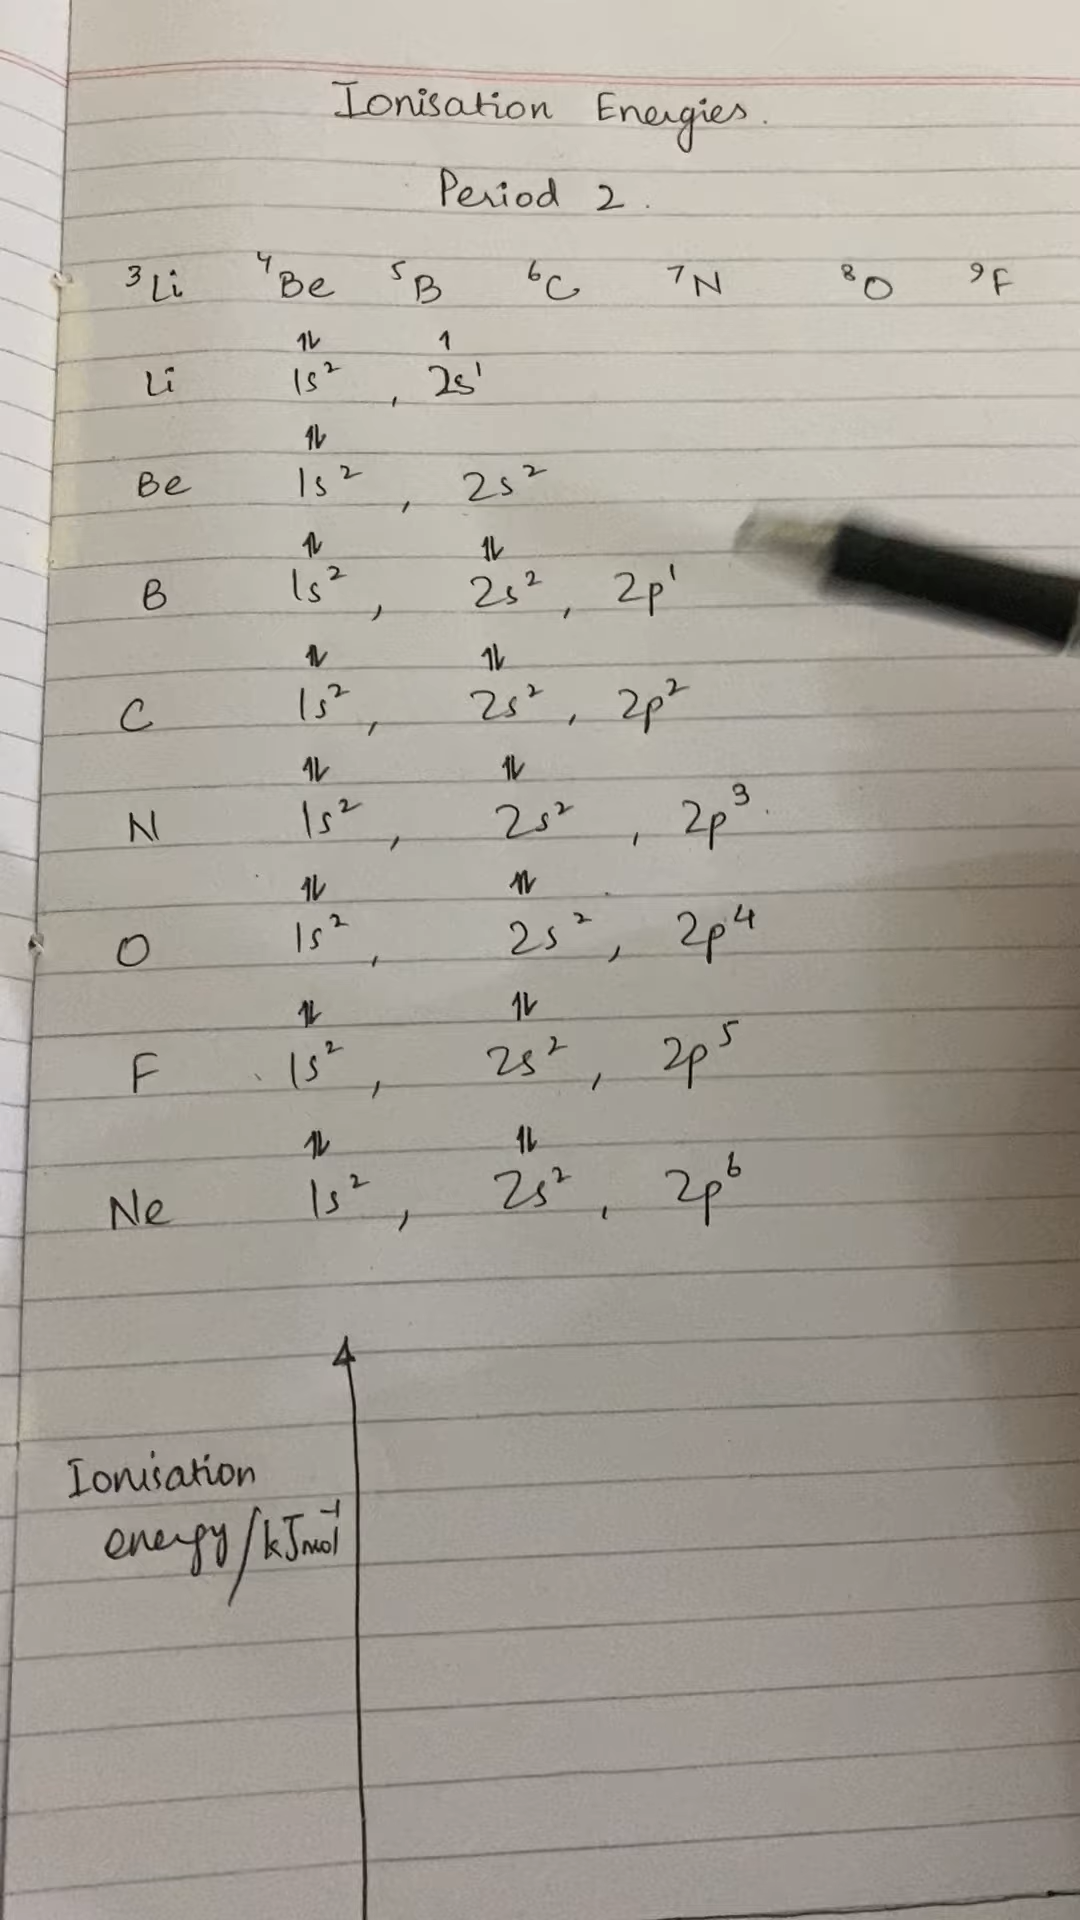 Ionisation Energies.
Period 2.
³Li ⁴Be ⁵B ⁶C ⁷N ⁸O ⁹F
⥮ ↿
Li 1s², 2s¹
⥮
Be 1s², 2s²
⥮ ⥮
B 1s², 2s², 2p¹
⥮ ⥮
C 1s², 2s², 2p²
⥮ ⥮
N 1s², 2s², 2p³.
⥮ ⥮
O 1s², 2s², 2p⁴
⥮ ⥮
F 1s², 2s², 2p⁵
⥮ ⥮
Ne 1s², 2s², 2p⁶
Ionisation
energy/kJmol⁻¹